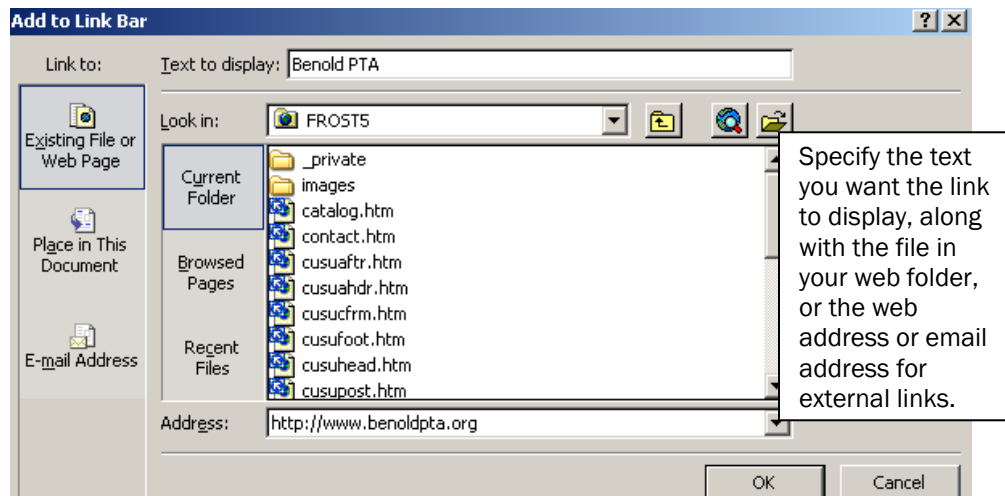 Add to Link Bar
Link to:
Text to display: Benold PTA
Existing File or
Web Page
Place in This
Document
E-mail Address
Look in: FROST5
Current
Folder
Browsed
Pages
Recent
Files
_private
images
catalog.htm
contact.htm
cusuaftr.htm
cusuahdr.htm
cusucfrm.htm
cusufoot.htm
cusuhead.htm
cusupost.htm
Address: http://www.benoldpta.org
OK
Cancel
Specify the text
you want the link
to display, along
with the file in
your web folder,
or the web
address or email
address for
external links.